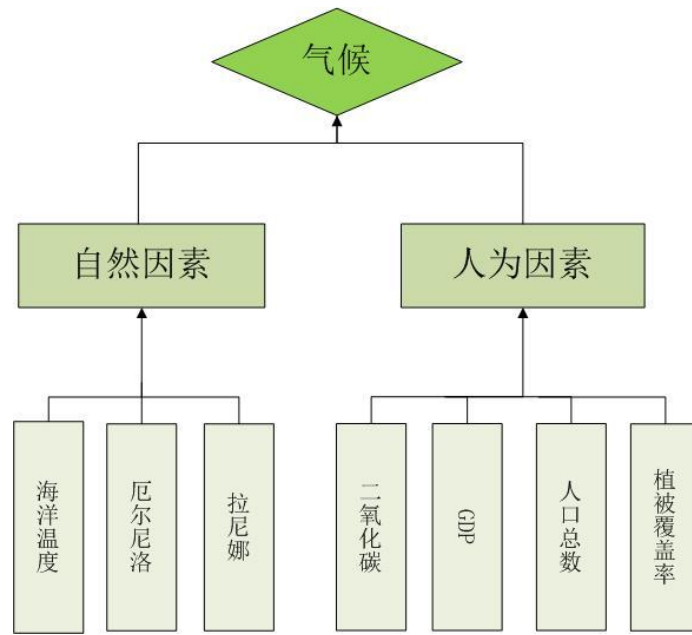 气候
自然因素
人为因素
海洋温度
厄尔尼洛
拉尼娜
二氧化碳
GDP
人口总数
植被覆盖率